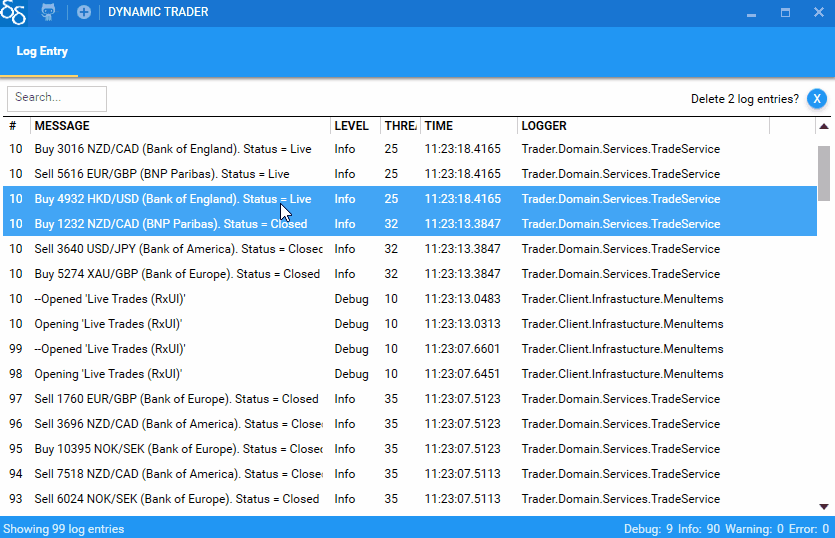 DYNAMIC TRADER
Log Entry
Search... Delete 2 log entries? X
# MESSAGE LEVEL THREA TIME LOGGER
10 Buy 3016 NZD/CAD (Bank of England). Status = Live Info 25 11:23:18.4165 Trader.Domain.Services.TradeService
10 Sell 5616 EUR/GBP (BNP Paribas). Status = Live Info 25 11:23:18.4165 Trader.Domain.Services.TradeService
10 Buy 4932 HKD/USD (Bank of England). Status = Live Info 25 11:23:18.4165 Trader.Domain.Services.TradeService
10 Buy 1232 NZD/CAD (BNP Paribas). Status = Closed Info 32 11:23:13.3847 Trader.Domain.Services.TradeService
10 Sell 3640 USD/JPY (Bank of America). Status = Closed Info 32 11:23:13.3847 Trader.Domain.Services.TradeService
10 Buy 5274 XAU/GBP (Bank of Europe). Status = Closed Info 32 11:23:13.3847 Trader.Domain.Services.TradeService
10 --Opened 'Live Trades (RxUI)' Debug 10 11:23:13.0483 Trader.Client.Infrastucture.MenuItems
10 Opening 'Live Trades (RxUI)' Debug 10 11:23:13.0313 Trader.Client.Infrastucture.MenuItems
99 --Opened 'Live Trades (RxUI)' Debug 10 11:23:07.6601 Trader.Client.Infrastucture.MenuItems
98 Opening 'Live Trades (RxUI)' Debug 10 11:23:07.6451 Trader.Client.Infrastucture.MenuItems
97 Sell 1760 EUR/GBP (Bank of Europe). Status = Closed Info 35 11:23:07.5123 Trader.Domain.Services.TradeService
96 Sell 3696 NZD/CAD (Bank of America). Status = Closed Info 35 11:23:07.5123 Trader.Domain.Services.TradeService
95 Buy 10395 NOK/SEK (Bank of Europe). Status = Closed Info 35 11:23:07.5123 Trader.Domain.Services.TradeService
94 Sell 7518 NZD/CAD (Bank of America). Status = Close Info 35 11:23:07.5113 Trader.Domain.Services.TradeService
93 Sell 6024 NOK/SEK (Bank of Europe). Status = Closed Info 35 11:23:07.5113 Trader.Domain.Services.TradeService
Showing 99 log entries Debug: 9 Info: 90 Warning: 0 Error: 0